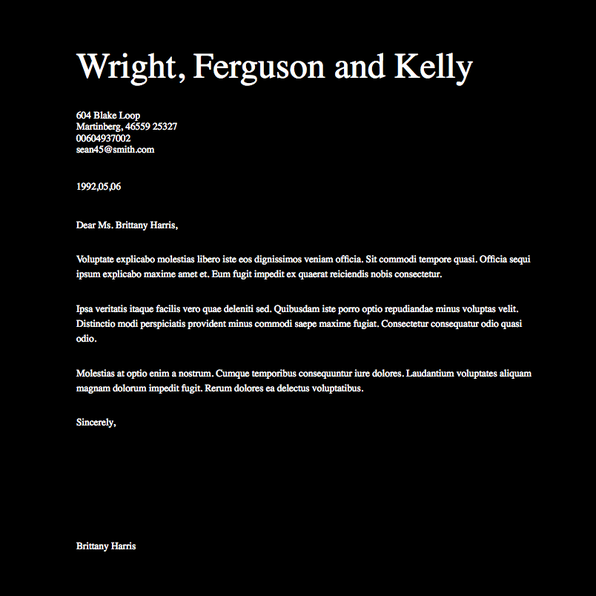 Wright, Ferguson and Kelly
604 Blake Loop
Martinberg, 46559 25327
00604937002
sean45@smith.com
1992,05,06
Dear Ms. Brittany Harris,
Voluptate explicabo molestias libero iste eos dignissimos veniam officia. Sit commodi tempore quasi. Officia sequi
ipsum explicabo maxime amet et. Eum fugit impedit ex quaerat reiciendis nobis consectetur.
Ipsa veritatis itaque facilis vero quae deleniti sed. Quibusdam iste porro optio repudiandae minus voluptas velit.
Distinctio modi perspiciatis provident minus commodi saepe maxime fugiat. Consectetur consequatur odio quasi
odio.
Molestias at optio enim a nostrum. Cumque temporibus consequuntur iure dolores. Laudantium voluptates aliquam
magnam dolorum impedit fugit. Rerum dolores ea delectus voluptatibus.
Sincerely,
Brittany Harris